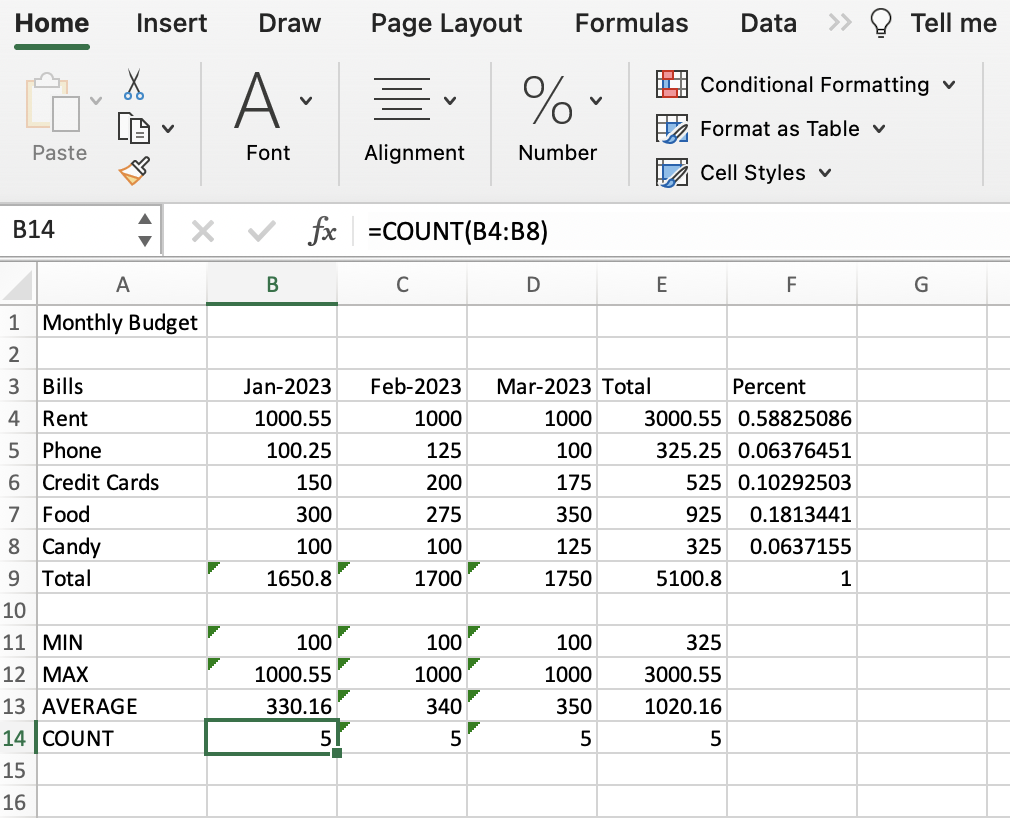 Home Insert Draw Page Layout Formulas Data >> Tell me
Paste Font Alignment % Number
Conditional Formatting
Format as Table
Cell Styles
B14 fx =COUNT(B4:B8)
A B C D E F G
1 Monthly Budget
2
3 Bills Jan-2023 Feb-2023 Mar-2023 Total Percent
4 Rent 1000.55 1000 1000 3000.55 0.58825086
5 Phone 100.25 125 100 325.25 0.06376451
6 Credit Cards 150 200 175 525 0.10292503
7 Food 300 275 350 925 0.1813441
8 Candy 100 100 125 325 0.0637155
9 Total 1650.8 1700 1750 5100.8 1
10
11 MIN 100 100 100 325
12 MAX 1000.55 1000 1000 3000.55
13 AVERAGE 330.16 340 350 1020.16
14 COUNT 5 5 5 5
15
16